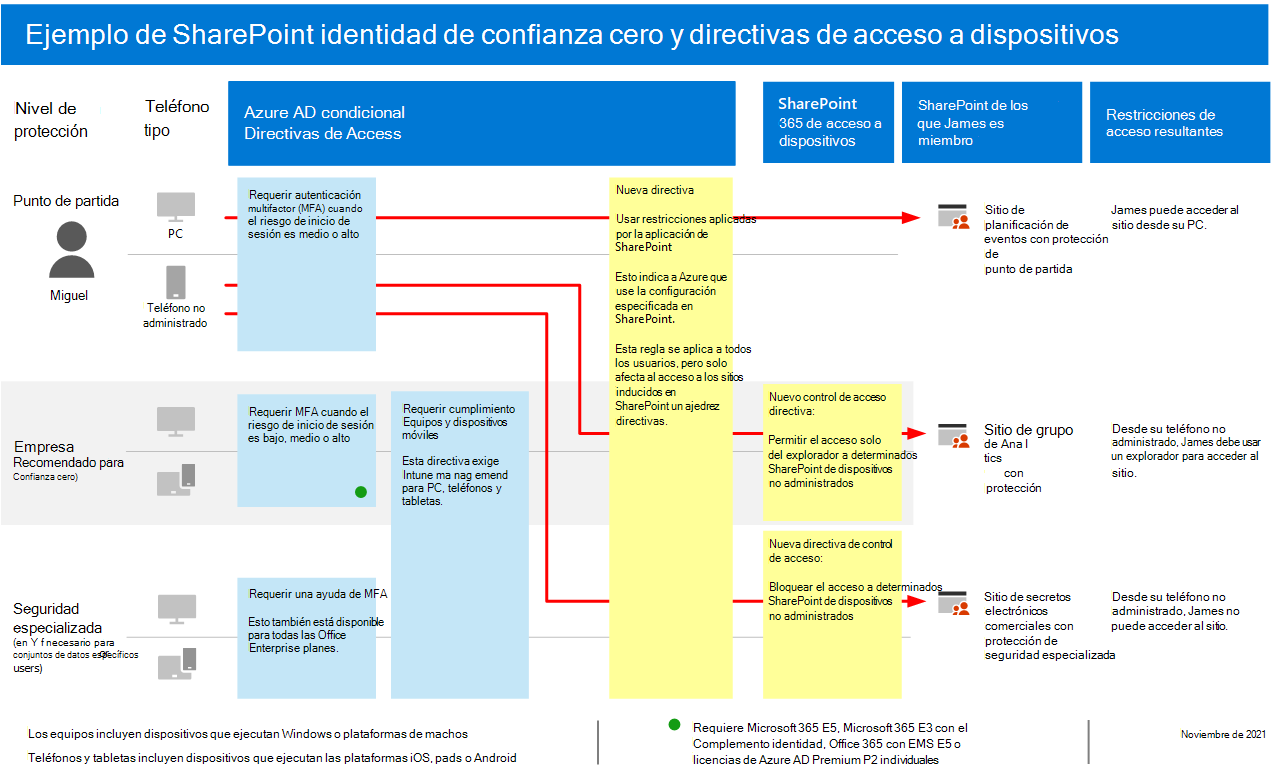 Ejemplo de SharePoint identidad de confianza cero y directivas de acceso a dispositivos
Nivel de
protección
Teléfono
tipo
Azure AD condicional
Directivas de Access
SharePoint
365 de acceso a
dispositivos
SharePoint de los
que James es
miembro
Restricciones de
acceso resultantes
Punto de partida
Miguel
PC
Teléfono no
administrado
Requerir autenticación
multifactor (MFA) cuando
el riesgo de inicio de
sesión es medio o alto
Nueva directiva
Usar restricciones aplicadas
por la aplicación de
SharePoint
Esto indica a Azure que
use la configuración
especificada en
SharePoint.
Esta regla se aplica a todos
los usuarios, pero solo
afecta al acceso a los sitios
inducidos en
SharePoint un ajedrez
directivas.
Sitio de
planificación de
eventos con protección
de
punto de partida
James puede acceder al
sitio desde su PC.
Empresa
Recomendado para
Confianza cero)
Requerir MFA cuando el
riesgo de inicio de sesión
es bajo, medio o alto
Requerir cumplimiento
Equipos y dispositivos
móviles
Esta directiva exige
Intune ma nag emend
para PC, teléfonos y
tabletas.
Nuevo control de acceso
directiva:
Permitir el acceso solo
del explorador a determinados
SharePoint de dispositivos
no administrados
Sitio de grupo
de Ana l
tics
con
protección
Desde su teléfono no
administrado, James debe usar
un explorador para acceder al
sitio.
Seguridad
especializada
(en Y f necesario para
conjuntos de datos específicos
or
users)
Requerir una ayuda de MFA
Esto también está disponible
para todas las Office
Enterprise planes.
Nueva directiva de control
de acceso:
Bloquear el acceso a determinados
SharePoint de dispositivos
no administrados
Sitio de secretos
electrónicos
comerciales con
protección de
seguridad especializada
Desde su teléfono no
administrado, James no
puede acceder al sitio.
Los equipos incluyen dispositivos que ejecutan Windows o plataformas de machos
Teléfonos y tabletas incluyen dispositivos que ejecutan las plataformas iOS, pads o Android
Requiere Microsoft 365 E5, Microsoft 365 E3 con el
Complemento identidad, Office 365 con EMS E5 o
licencias de Azure AD Premium P2 individuales
Noviembre de 2021